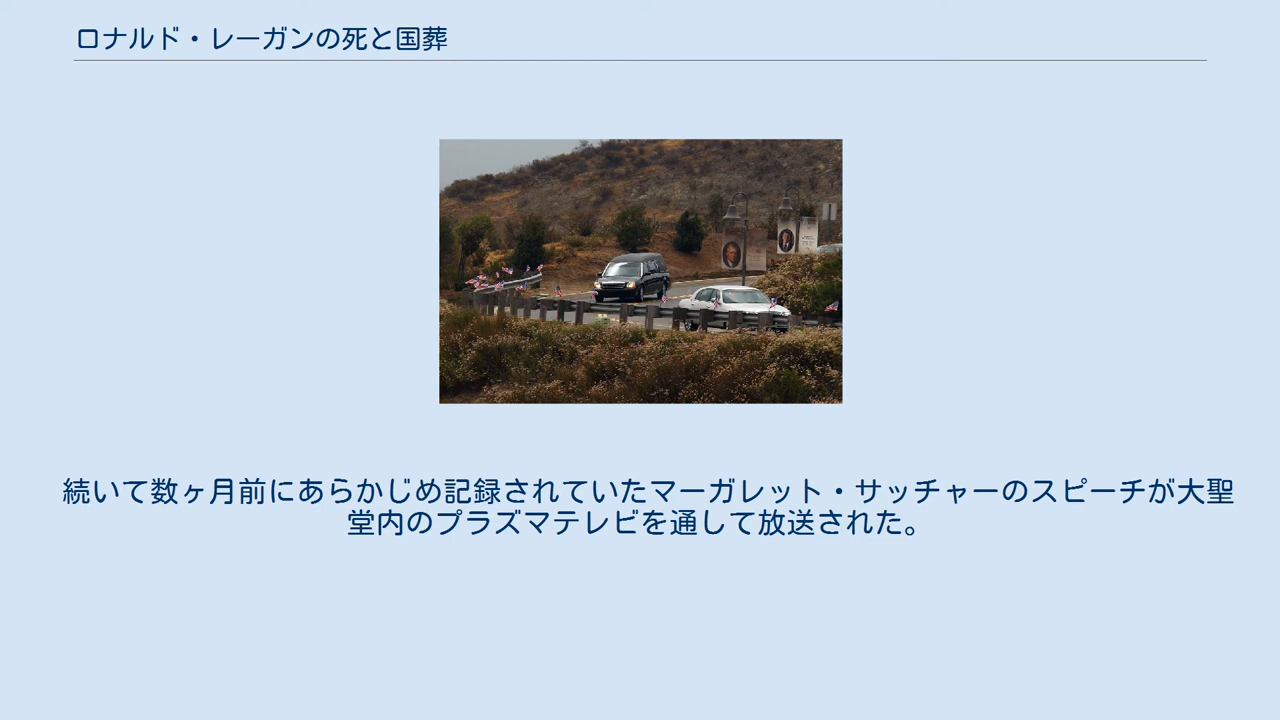 ロナルド・レーガンの死と国葬
続いて数ヶ月前にあらかじめ記録されていたマーガレット・サッチャーのスピーチが大聖
堂内のプラズマテレビを通して放送された。